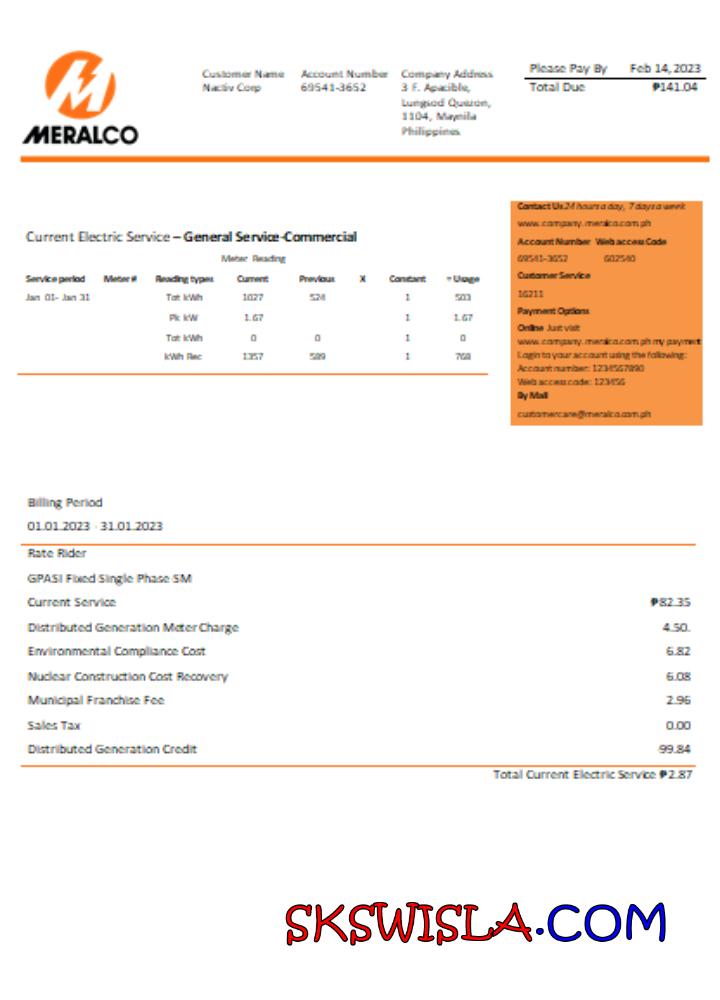 MERALCO
Customer Name Account Number Company Address
Nactiv Corp 69541-3652 3 F. Apacible,
Lungsod Quezon,
1104, Maynila
Philippines
Please Pay By Feb 14, 2023
Total Due ₱141.04
Current Electric Service – General Service-Commercial
Meter Reading
Service period Meter# Reading types Current Previous X Constant = Usage
Jan 01- Jan 31 Tot kWh 1027 524 1 503
Pk kW 1.67 1 1.67
Tot kWh 0 0 1 0
kWh Rec 1357 589 1 768
Contact Us 24 hours a day, 7 days a week
www.company.meralco.com.ph
Account Number Web access Code
69541-3652 602540
Customer Service
16211
Payment Options
Online Just visit
www.company.meralco.com.ph my payment
Login to your account using the following:
Account number: 1234567890
Web access code: 123456
By Mail
customercare@meralco.com.ph
Billing Period
01.01.2023 - 31.01.2023
Rate Rider
GPASI Fixed Single Phase SM
Current Service ₱82.35
Distributed Generation Meter Charge 4.50.
Environmental Compliance Cost 6.82
Nuclear Construction Cost Recovery 6.08
Municipal Franchise Fee 2.96
Sales Tax 0.00
Distributed Generation Credit 99.84
Total Current Electric Service ₱2.87
SKSWISLA.COM